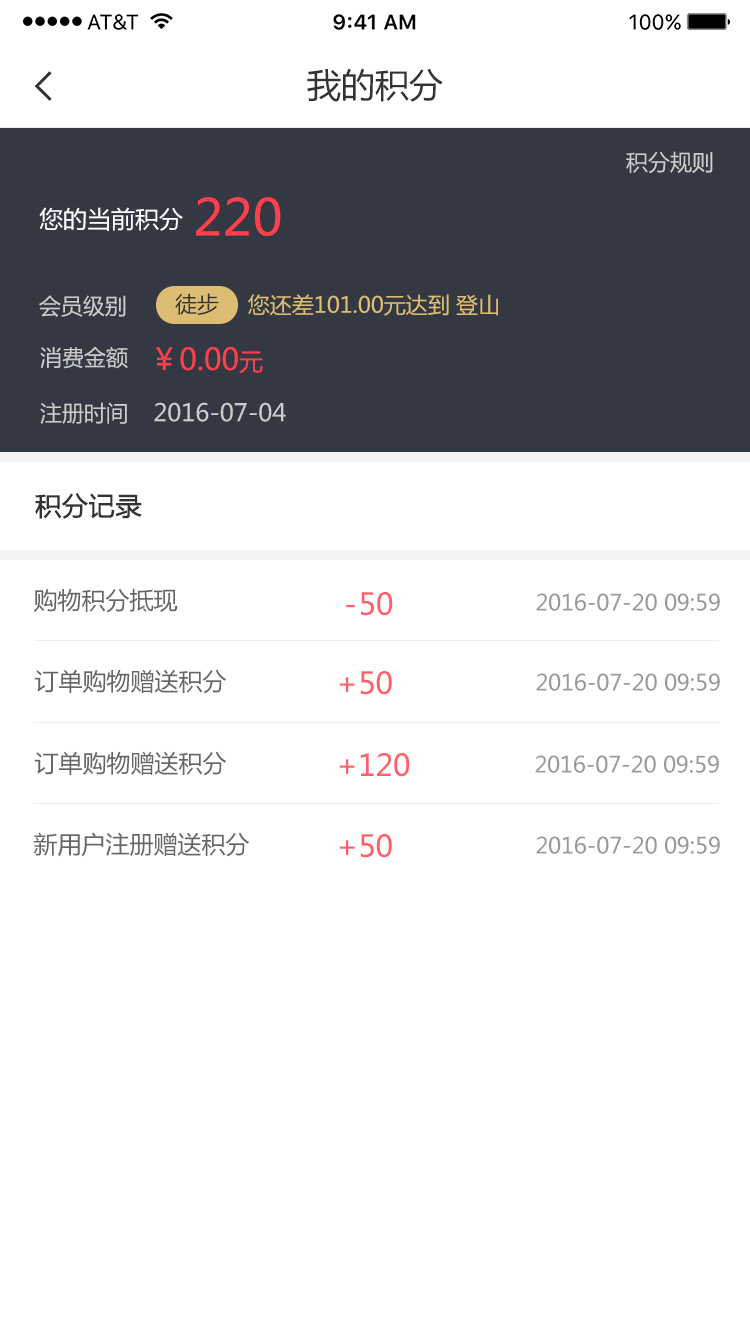 AT&T 9:41 AM 100%
我的积分
积分规则
您的当前积分 220
会员级别 徒步 您还差101.00元达到 登山
消费金额 ¥ 0.00元
注册时间 2016-07-04
积分记录
购物积分抵现 -50 2016-07-20 09:59
订单购物赠送积分 +50 2016-07-20 09:59
订单购物赠送积分 +120 2016-07-20 09:59
新用户注册赠送积分 +50 2016-07-20 09:59